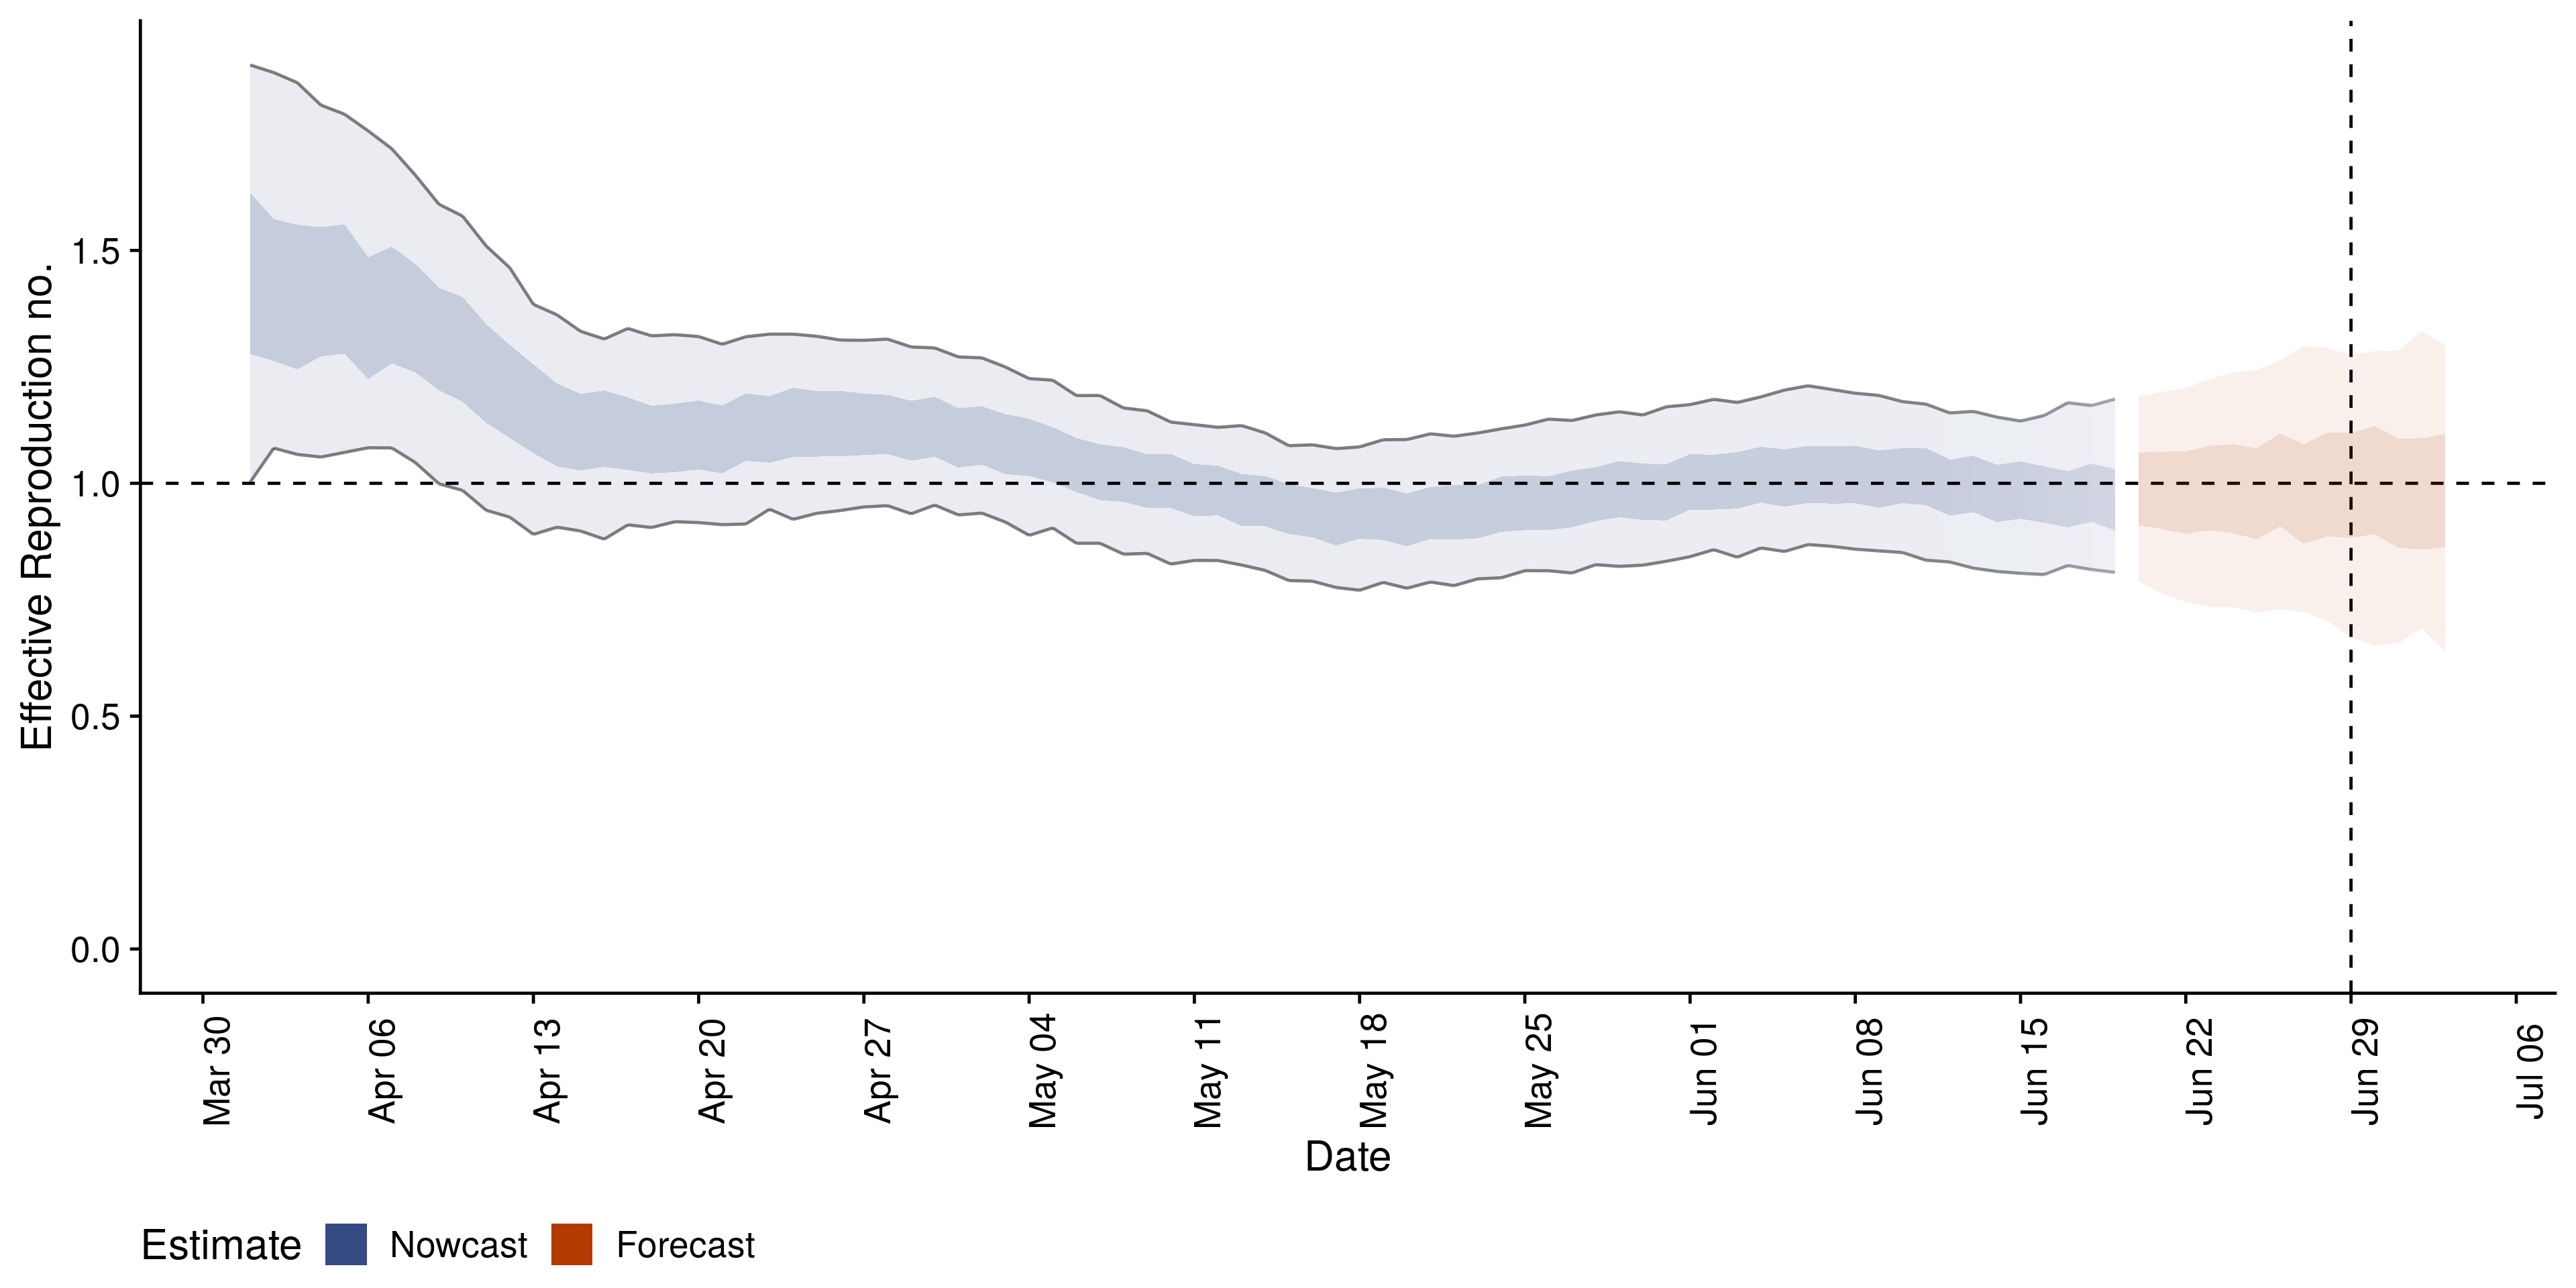 Effective Reproduction no.
1.5
1.0
0.5
0.0
Mar 30
Apr 06
Apr 13
Apr 20
Apr 27
May 04
May 11
May 18
May 25
Jun 01
Jun 08
Jun 15
Jun 22
Jun 29
Jul 06
Date
Estimate Nowcast Forecast